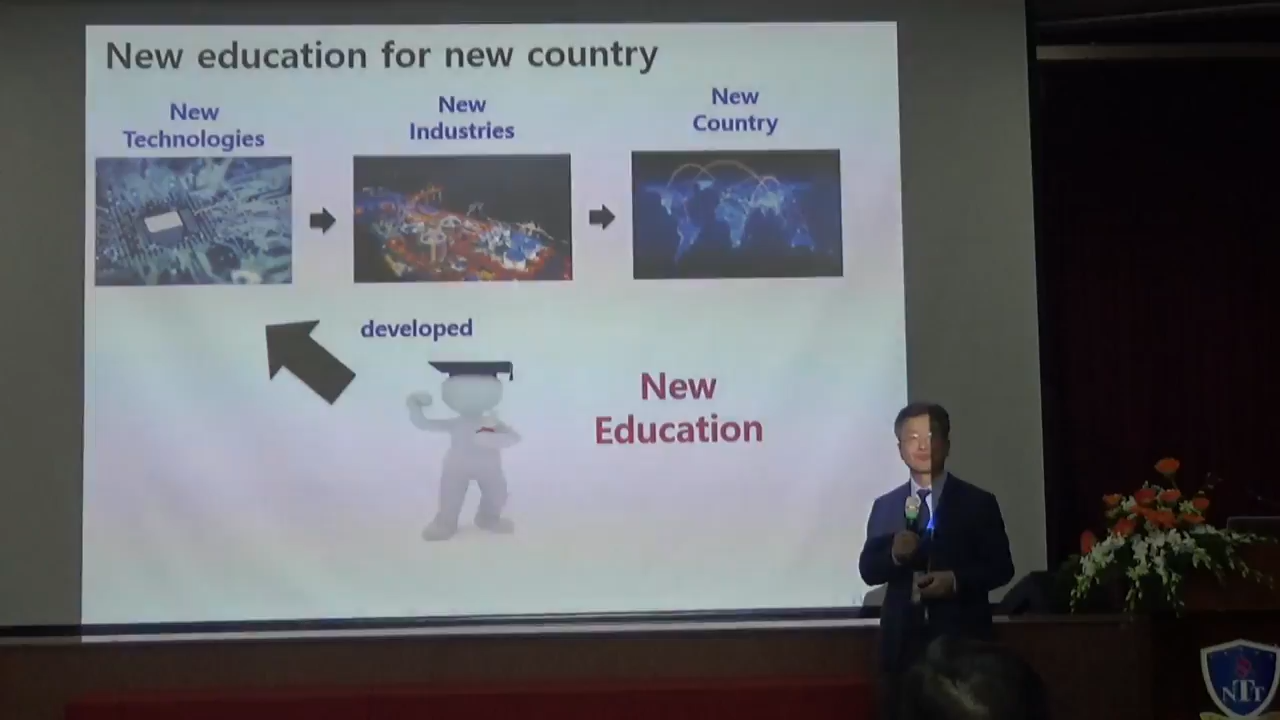 New education for new country
New
Technologies
New
Industries
New
Country
developed
New
Education
NTT